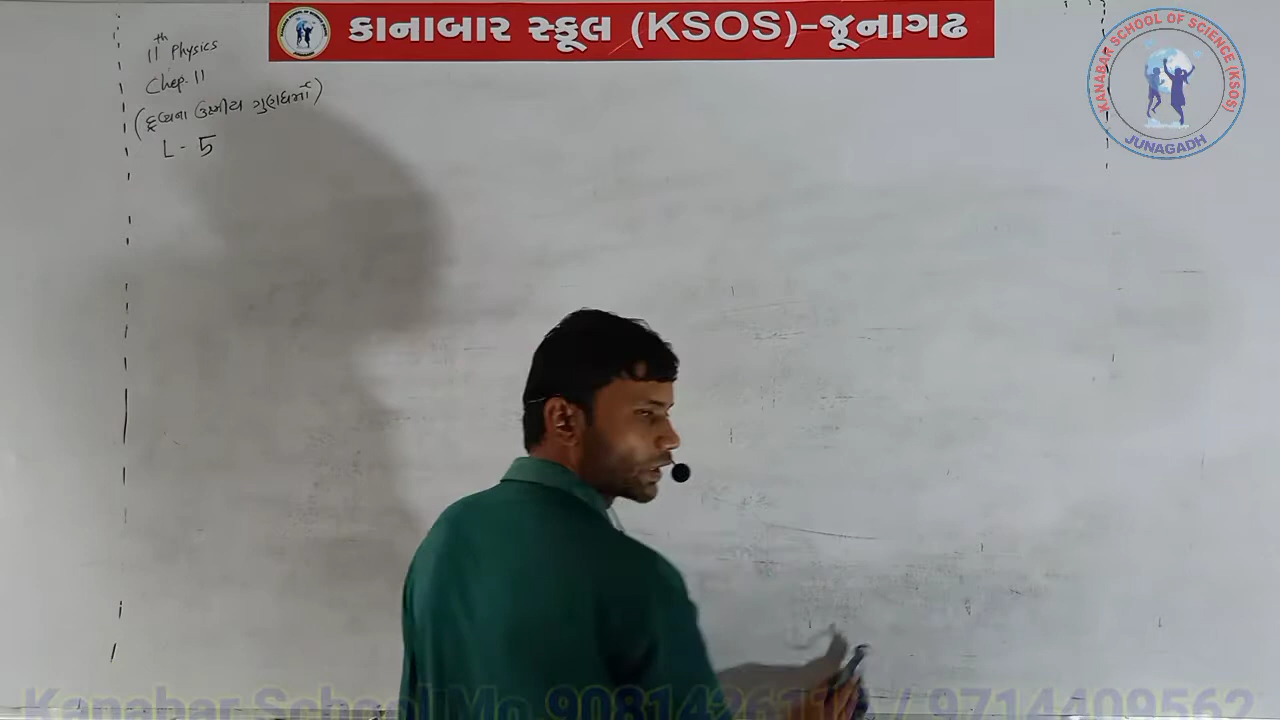 કાનાબાર સ્કૂલ (KSOS)-જૂનાગઢ
11th Physics
Chep. 11
(દ્રવ્યના ઉષ્મીય ગુણધર્મો)
L - 5
KANABAR SCHOOL OF SCIENCE (KSOS)
JUNAGADH
Kanabar School Mo. / 9714409562